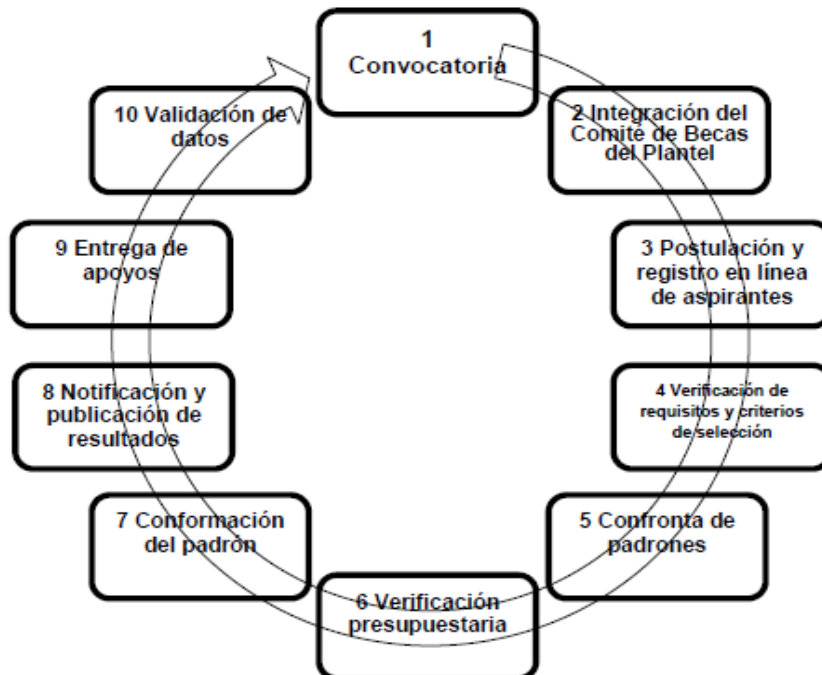 1
Convocatoria
2 Integración del
Comité de Becas
del Plantel
3 Postulación y
registro en línea
de aspirantes
4 Verificación de
requisitos y criterios
de selección
5 Confronta de
padrones
6 Verificación
presupuestaria
7 Conformación
del padrón
8 Notificación y
publicación de
resultados
9 Entrega de
apoyos
10 Validación de
datos